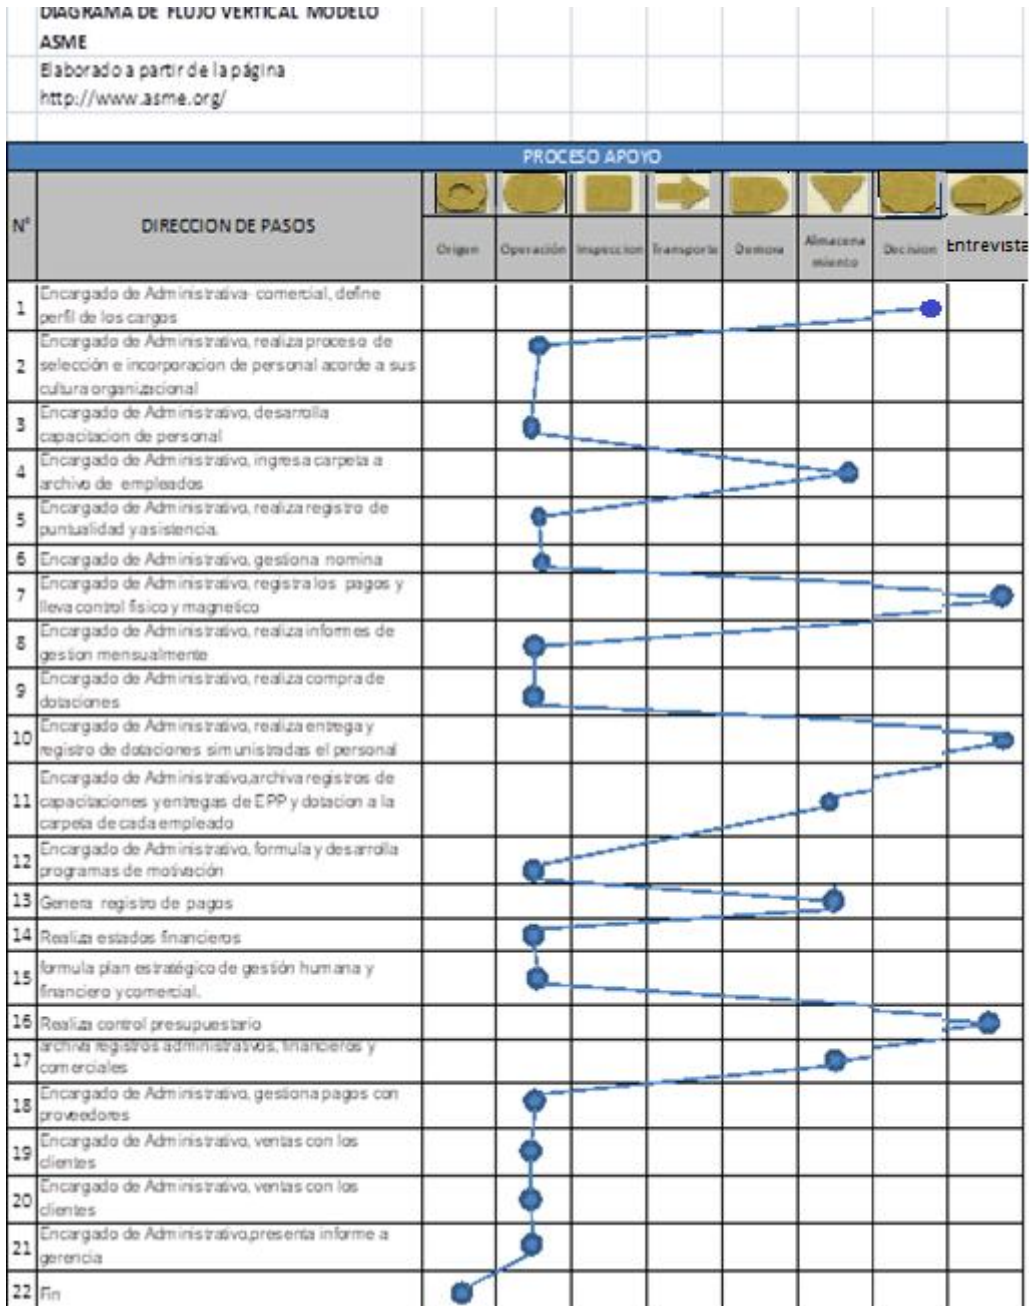 DIAGRAMA DE FLUJO VERTICAL MODELO
ASME
Elaborado a partir de la página
http://www.asme.org/
PROCESO APOYO
N°
DIRECCION DE PASOS
Origen
Operación
Inspeccion
Transporte
Demora
Almacena
miento
Decision
Entrevista
1
Encargado de Administrativa- comercial, define
perfil de los cargos
2
Encargado de Administrativo, realiza proceso de
selección e incorporacion de personal acorde a sus
cultura organizacional
3
Encargado de Administrativo, desarrolla
capacitacion de personal
4
Encargado de Administrativo, ingresa carpeta a
archivo de empleados
5
Encargado de Administrativo, realiza registro de
puntualidad y asistencia.
6
Encargado de Administrativo, gestiona nomina
7
Encargado de Administrativo, registra los pagos y
lleva control fisico y magnetico
8
Encargado de Administrativo, realiza informes de
gestion mensualmente
9
Encargado de Administrativo, realiza compra de
dotaciones
10
Encargado de Administrativo, realiza entrega y
registro de dotaciones simunistradas el personal
11
Encargado de Administrativo,archiva registros de
capacitaciones y entregas de EPP y dotacion a la
carpeta de cada empleado
12
Encargado de Administrativo, formula y desarrolla
programas de motivación
13
Genera registro de pagos
14
Realiza estados financieros
15
formula plan estratégico de gestión humana y
financiero y comercial.
16
Realiza control presupuestario
17
archiva registros administrasvos, financieros y
comerciales
18
Encargado de Administrativo, gestiona pagos con
proveedores
19
Encargado de Administrativo, ventas con los
clientes
20
Encargado de Administrativo, ventas con los
clientes
21
Encargado de Administrativo,presenta informe a
gerencia
22
Fin